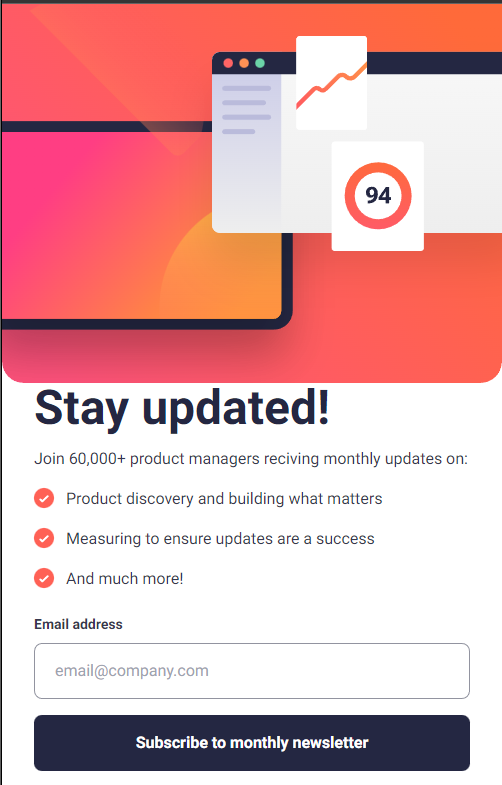 94
Stay updated!
Join 60,000+ product managers reciving monthly updates on:
Product discovery and building what matters
Measuring to ensure updates are a success
And much more!
Email address
email@company.com
Subscribe to monthly newsletter